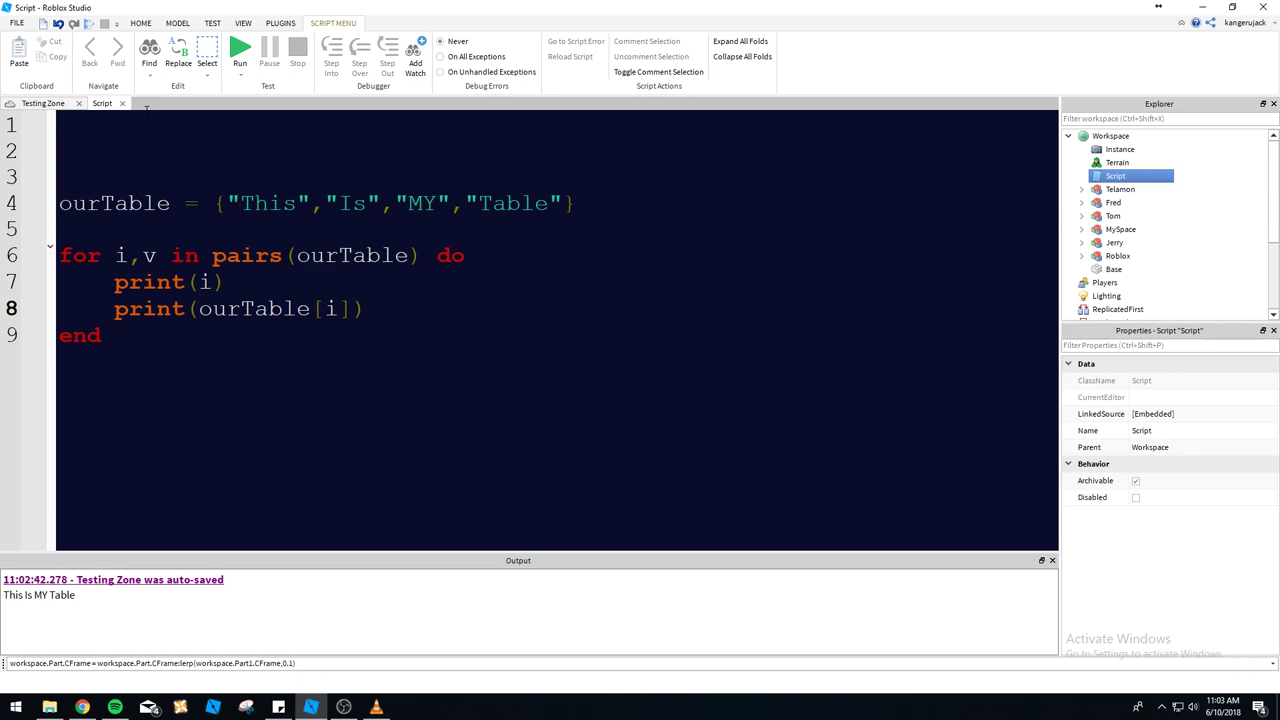 Script - Roblox Studio
FILE HOME MODEL TEST VIEW PLUGINS SCRIPT MENU kangerujack
Paste Cut Copy
Back Fwd
Find Replace Select
Run Pause Stop
Step Into Step Over Step Out Add Watch
Never
On All Exceptions
On Unhandled Exceptions
Go to Script Error
Reload Script
Comment Selection
Uncomment Selection
Toggle Comment Selection
Expand All Folds
Collapse All Folds
Clipboard Navigate Edit Test Debugger Debug Errors Script Actions
Testing Zone Script
1
2
3
4 ourTable = {"This","Is","MY","Table"}
5
6 for i,v in pairs(ourTable) do
7 print(i)
8 print(ourTable[i])
9 end
Explorer
Filter workspace (Ctrl+Shift+X)
Workspace
Instance
Terrain
Script
Telamon
Fred
Tom
MySpace
Jerry
Roblox
Base
Players
Lighting
ReplicatedFirst
Properties - Script "Script"
Filter Properties (Ctrl+Shift+P)
Data
ClassName Script
CurrentEditor
LinkedSource [Embedded]
Name Script
Parent Workspace
Behavior
Archivable
Disabled
Output
11:02:42.278 - Testing Zone was auto-saved
This Is MY Table
Activate Windows
Go to Settings to activate Windows.
workspace.Part.CFrame = workspace.Part.CFrame:lerp(workspace.Part1.CFrame,0.1)
4
11:03 AM
6/10/2018
4